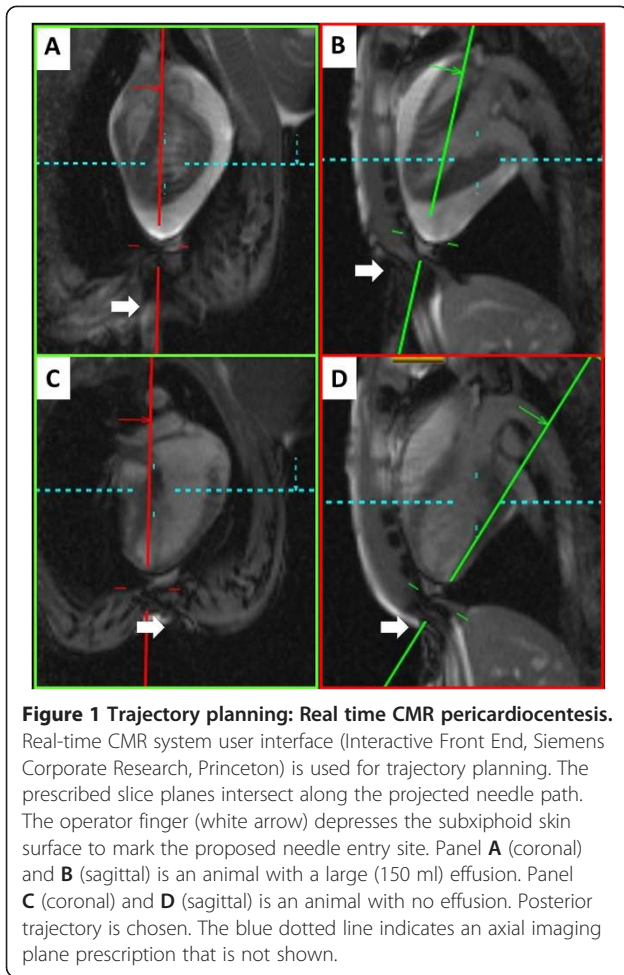 A
B
C
D
Figure 1 Trajectory planning: Real time CMR pericardiocentesis.
Real-time CMR system user interface (Interactive Front End, Siemens
Corporate Research, Princeton) is used for trajectory planning. The
prescribed slice planes intersect along the projected needle path.
The operator finger (white arrow) depresses the subxiphoid skin
surface to mark the proposed needle entry site. Panel A (coronal)
and B (sagittal) is an animal with a large (150 ml) effusion. Panel
C (coronal) and D (sagittal) is an animal with no effusion. Posterior
trajectory is chosen. The blue dotted line indicates an axial imaging
plane prescription that is not shown.